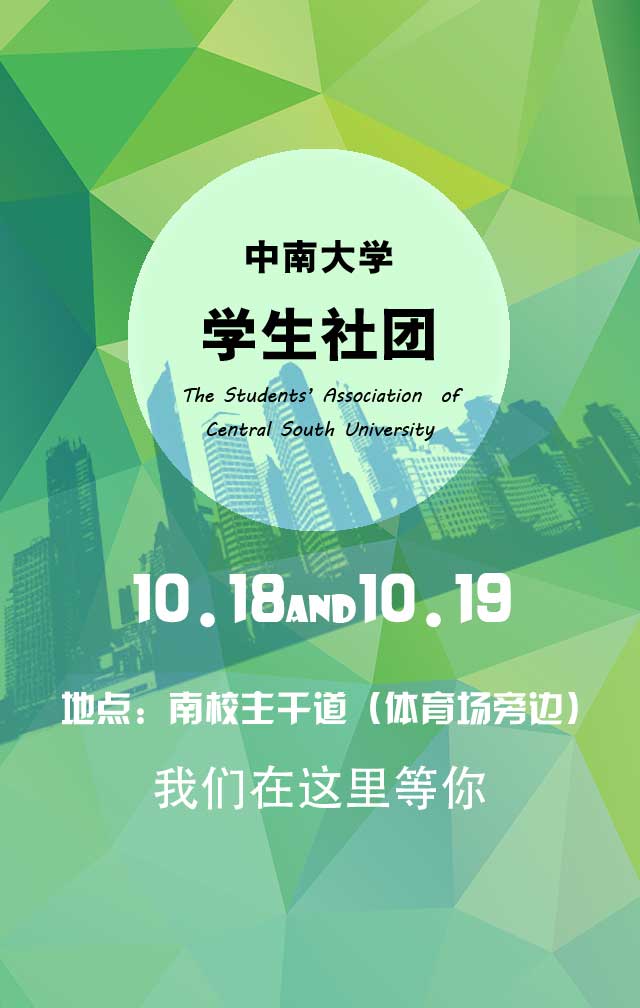 中南大学
学生社团
The Students' Association of
Central South University
10.18AND10.19
地点：南校主干道（体育场旁边）
我们在这里等你